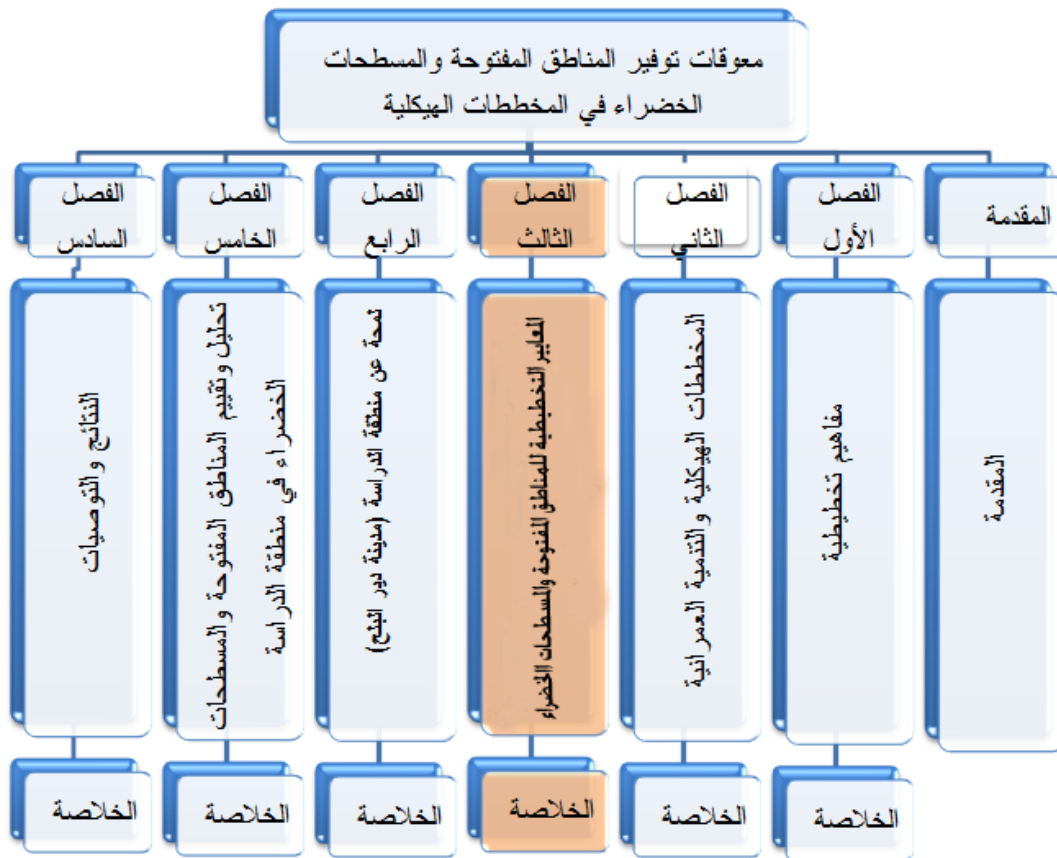 معوقات توفير المناطق المفتوحة والمسطحات
الخضراء في المخططات الهيكلية
المقدمة
الفصل
الأول
الفصل
الثاني
الفصل
الثالث
الفصل
الرابع
الفصل
الخامس
الفصل
السادس
المقدمة
مفاهيم تخطيطية
المخططات الهيكلية والتنمية العمرانية
المعايير التخطيطية للمناطق المفتوحة والمسطحات الخضراء
لمحة عن منطقة الدراسة (مدينة دير البلح)
تحليل وتقييم المناطق المفتوحة والمسطحات
الخضراء في منطقة الدراسة
النتائج والتوصيات
الخلاصة
الخلاصة
الخلاصة
الخلاصة
الخلاصة
الخلاصة